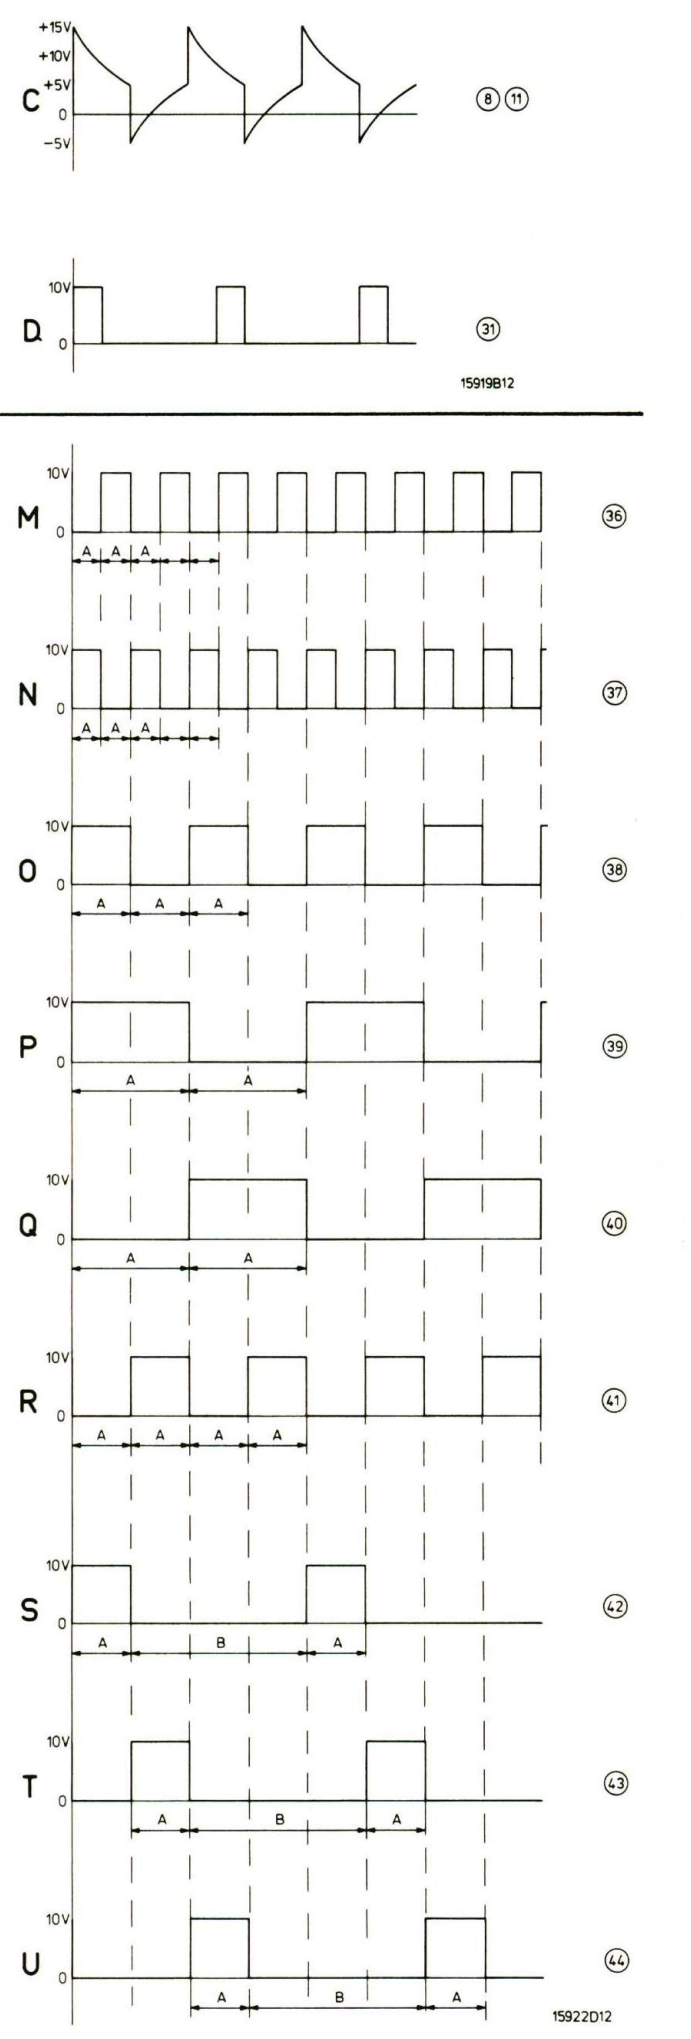 +15V
+10V
+5V
C
0
-5V
8 11
10V
D
0
31
15919B12
10V
M
0
36
A A A
10V
N
0
37
A A A
10V
O
0
38
A A A
10V
P
0
39
A A
10V
Q
0
40
A A
10V
R
0
41
A A A A
10V
S
0
42
A B A
10V
T
0
43
A B A
10V
U
0
44
A B A
15922D12